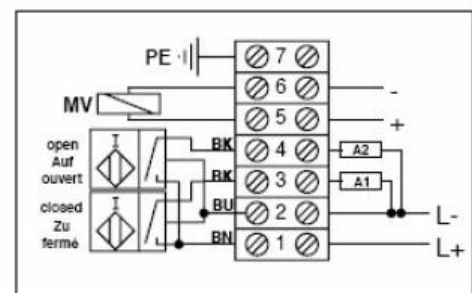 PE 7
6 -
MV
5 +
open
Auf
ouvert
I
BK 4 A2
BK 3 A1
closed
Zu
fermé
I
BU 2 L-
BN 1 L+